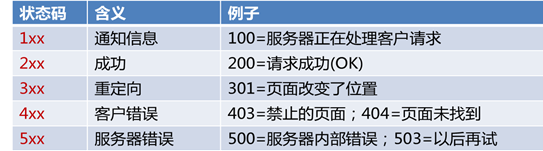 状态码 含义 例子
1xx 通知信息 100=服务器正在处理客户请求
2xx 成功 200=请求成功(OK)
3xx 重定向 301=页面改变了位置
4xx 客户错误 403=禁止的页面；404=页面未找到
5xx 服务器错误 500=服务器内部错误；503=以后再试